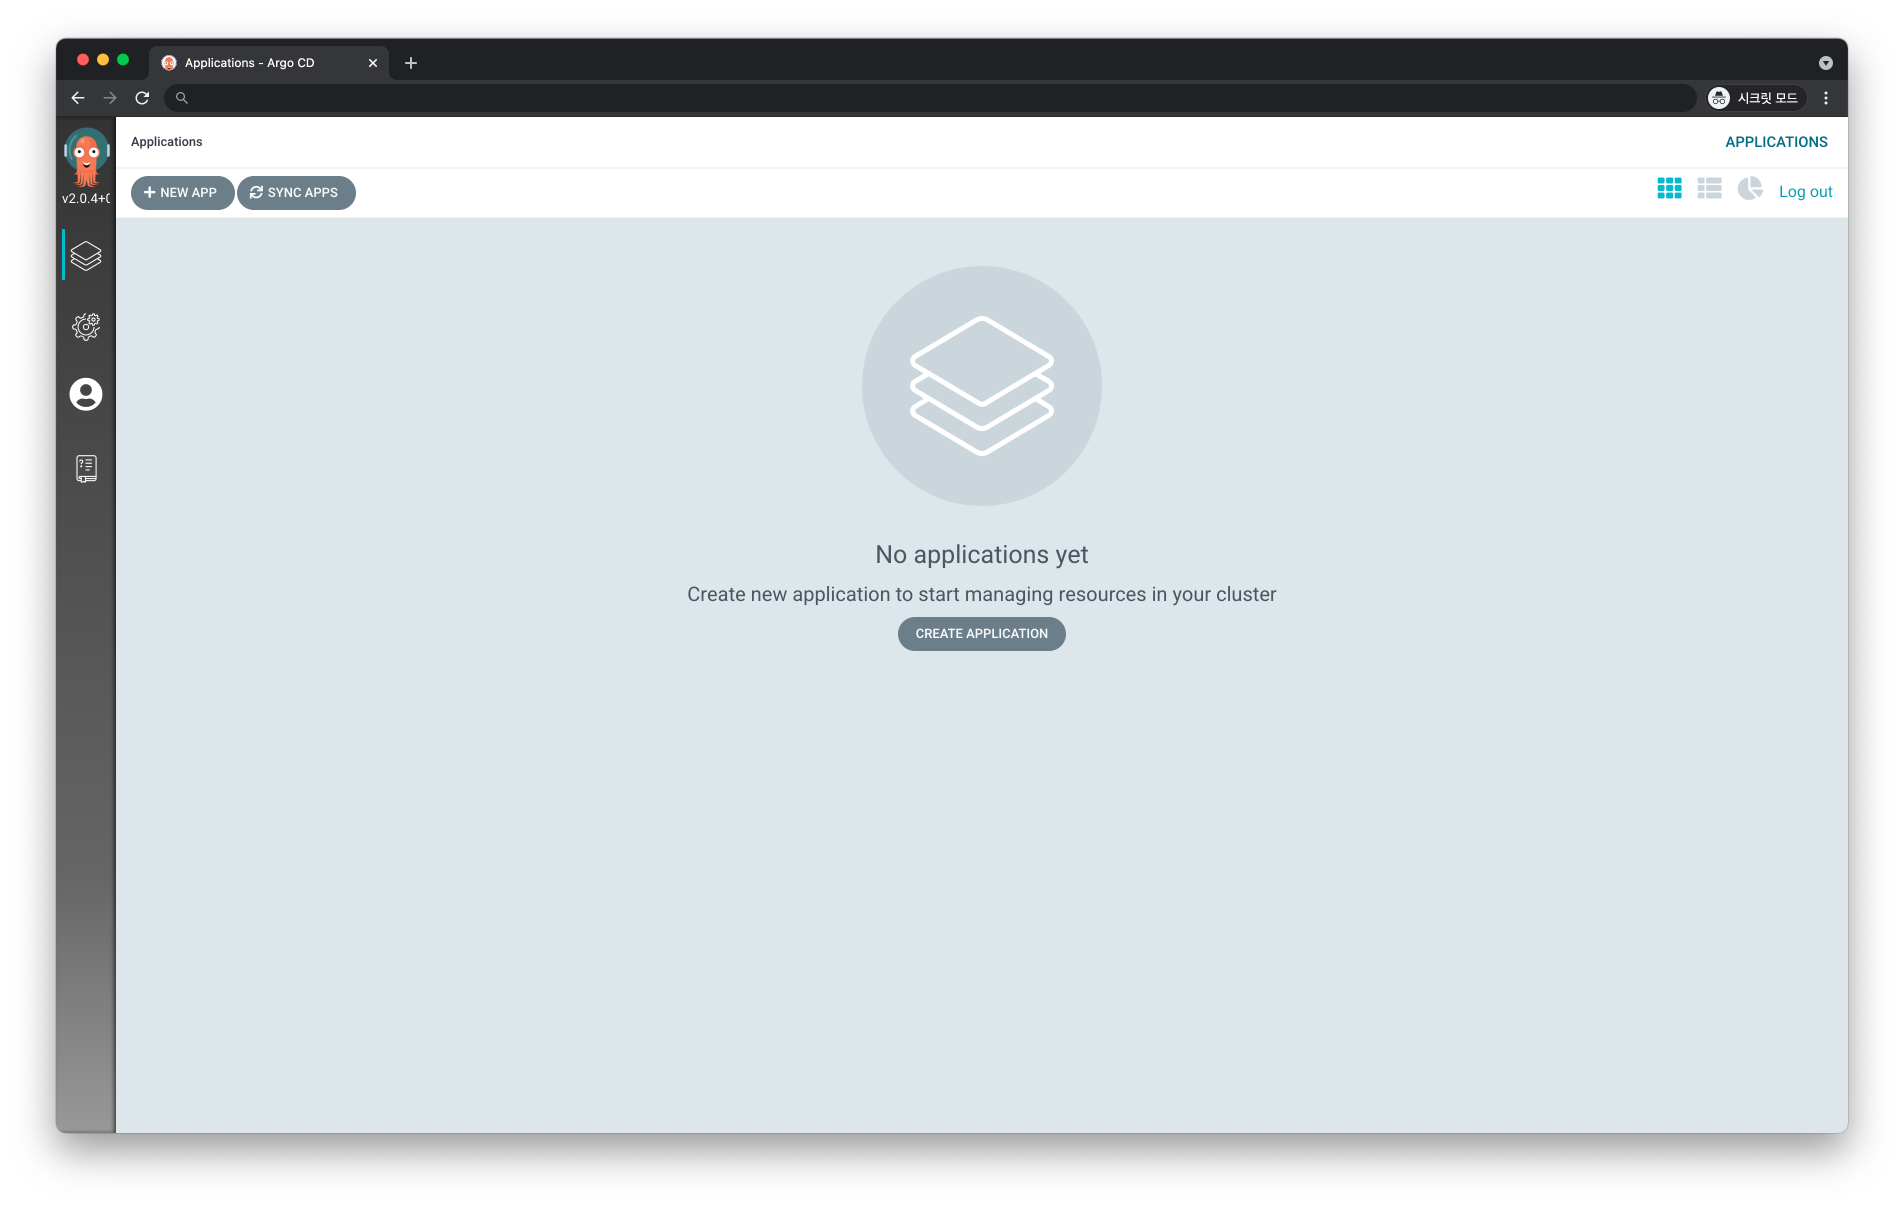 Applications - Argo CD
시크릿 모드
v2.0.4+
Applications
APPLICATIONS
NEW APP
SYNC APPS
Log out
No applications yet
Create new application to start managing resources in your cluster
CREATE APPLICATION